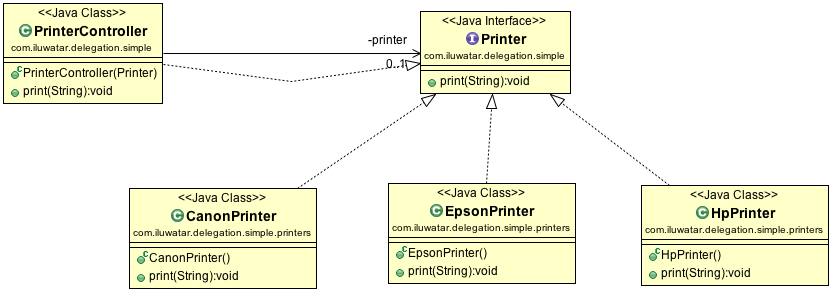 <<Java Class>>
PrinterController
com.iluwatar.delegation.simple
PrinterController(Printer)
print(String):void
-printer
0..1
<<Java Interface>>
Printer
com.iluwatar.delegation.simple
print(String):void
<<Java Class>>
CanonPrinter
com.iluwatar.delegation.simple.printers
CanonPrinter()
print(String):void
<<Java Class>>
EpsonPrinter
com.iluwatar.delegation.simple.printers
EpsonPrinter()
print(String):void
<<Java Class>>
HpPrinter
com.iluwatar.delegation.simple.printers
HpPrinter()
print(String):void